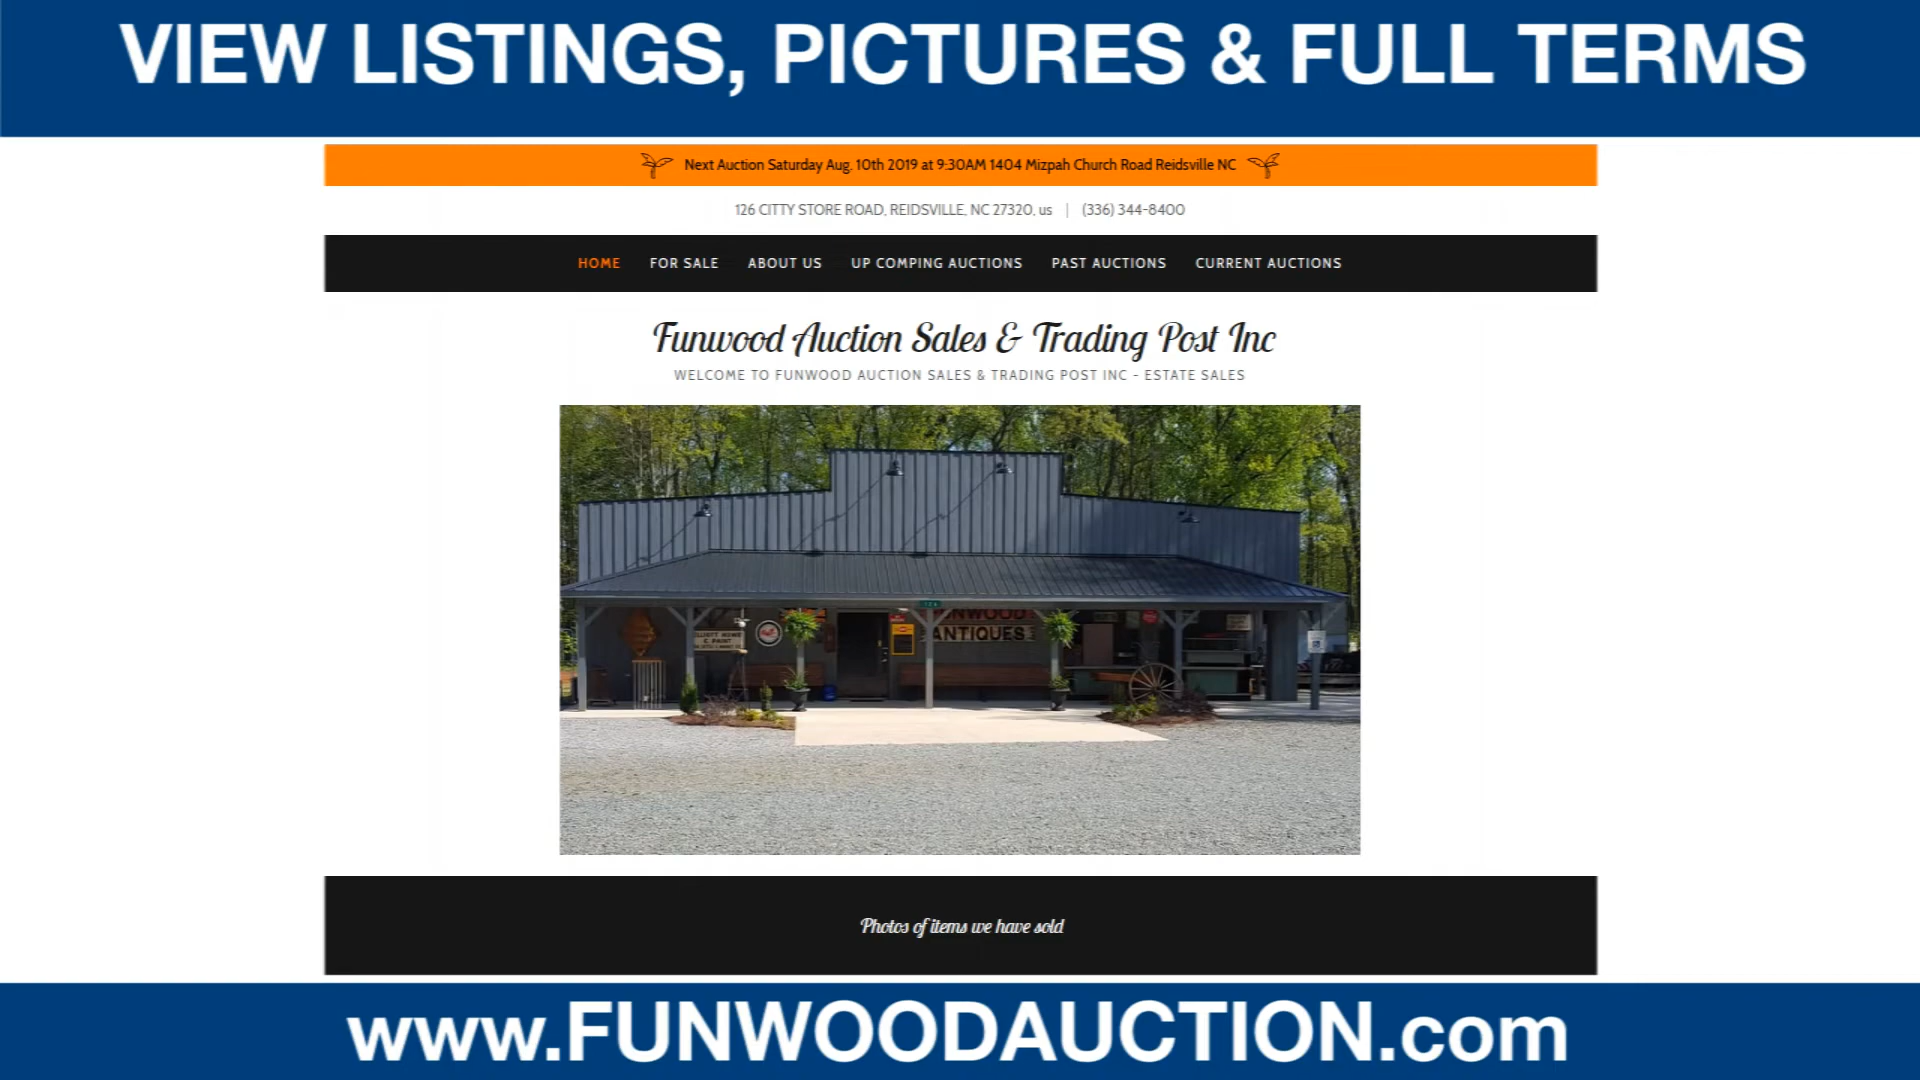 VIEW LISTINGS, PICTURES & FULL TERMS
Next Auction Saturday Aug. 10th 2019 at 9:30AM 1404 Mizpah Church Road Reidsville NC
126 CITTY STORE ROAD, REIDSVILLE, NC 27320, us | (336) 344-8400
HOME FOR SALE ABOUT US UP COMPING AUCTIONS PAST AUCTIONS CURRENT AUCTIONS
Funwood Auction Sales & Trading Post Inc
WELCOME TO FUNWOOD AUCTION SALES & TRADING POST INC - ESTATE SALES
ANTIQUES
Photos of items we have sold
www.FUNWOODAUCTION.com